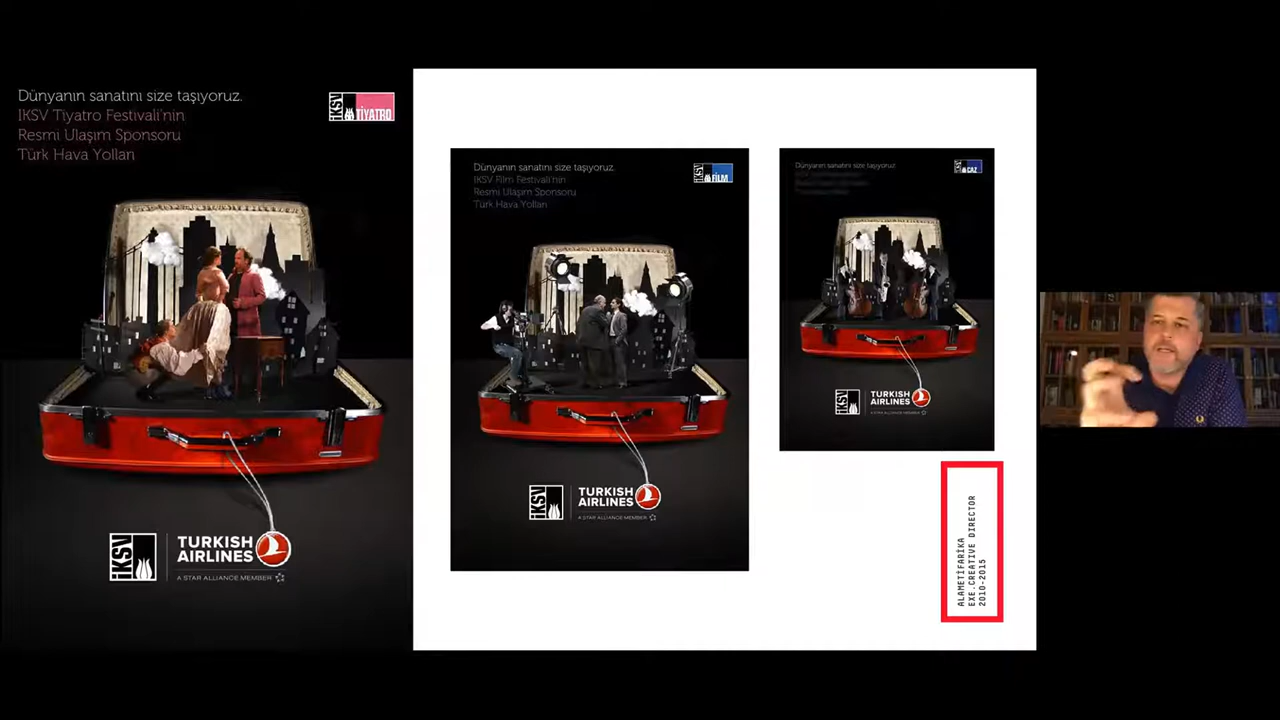 Dünyanın sanatını size taşıyoruz.
IKSV Tiyatro Festivali'nin
Resmi Ulaşım Sponsoru
Türk Hava Yolları
İKSV
TİYATRO
İKSV
TURKISH
AIRLINES
A STAR ALLIANCE MEMBER
Dünyanın sanatını size taşıyoruz.
IKSV Film Festivali'nin
Resmi Ulaşım Sponsoru
Türk Hava Yolları
İKSV
FİLM
İKSV
TURKISH
AIRLINES
A STAR ALLIANCE MEMBER
Dünyanın sanatını size taşıyoruz.
İKSV
CAZ
İKSV
TURKISH
AIRLINES
A STAR ALLIANCE MEMBER
ALAMETİFARİKA
EXE.CREATIVE DIRECTOR
2010-2015